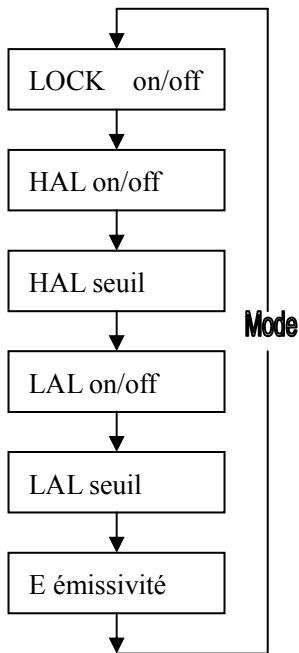 LOCK on/off
HAL on/off
HAL seuil
Mode
LAL on/off
LAL seuil
E émissivité